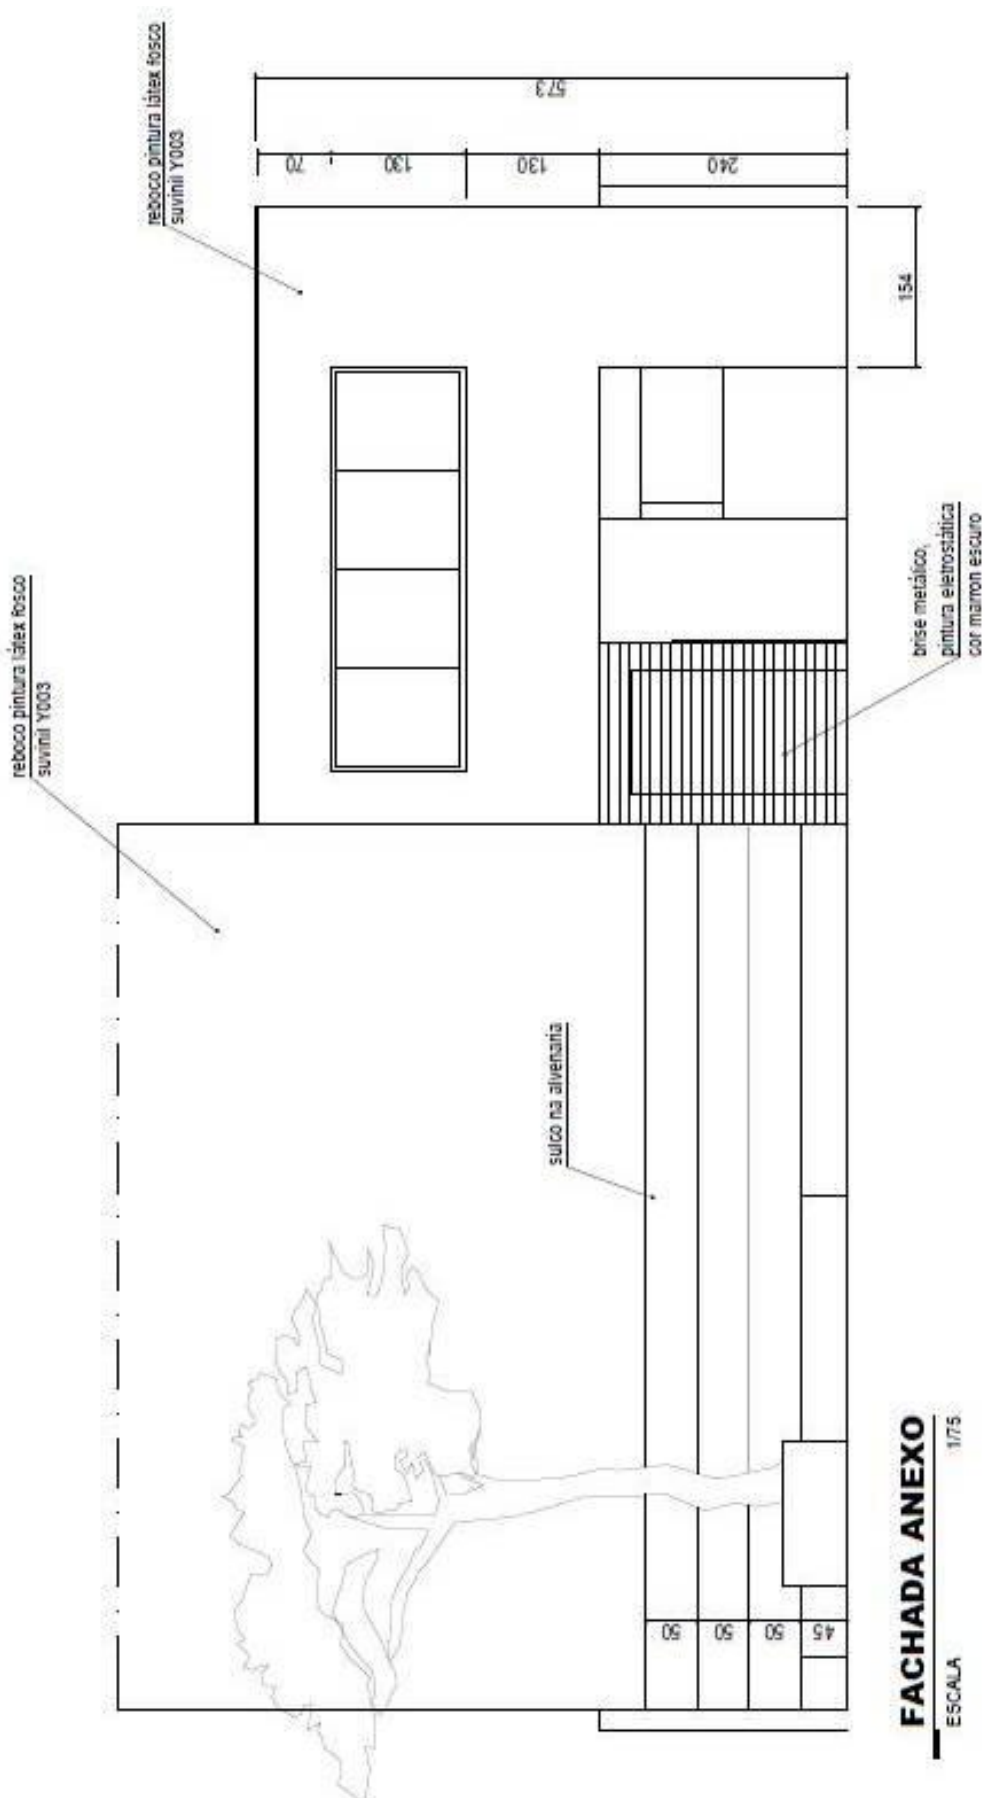 reboco pintura látex fosco
suvinil Y003
reboco pintura látex fosco
suvinil Y003
573
70
130
130
240
154
sulco na alvenaria
brise metálico,
pintura eletrostática
cor marron escuro
50
50
50
45
FACHADA ANEXO
ESCALA 1/75